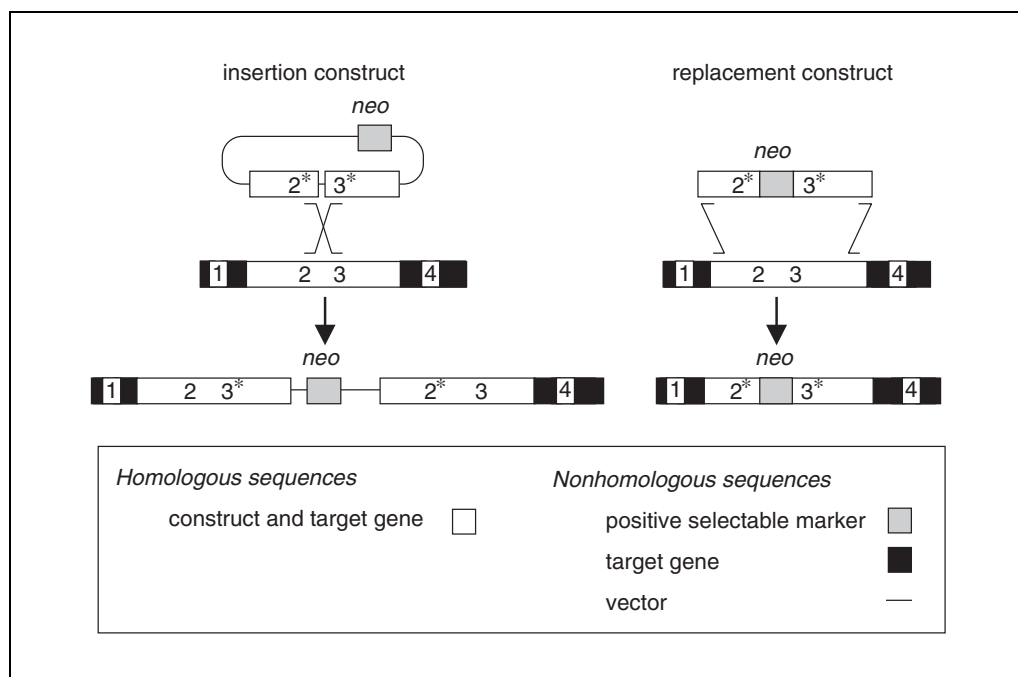 insertion construct
neo
2* 3*
1 2 3 4
neo
1 2 3* 2* 3 4
replacement construct
neo
2* 3*
1 2 3 4
neo
1 2* 3* 4
Homologous sequences
construct and target gene
Nonhomologous sequences
positive selectable marker
target gene
vector